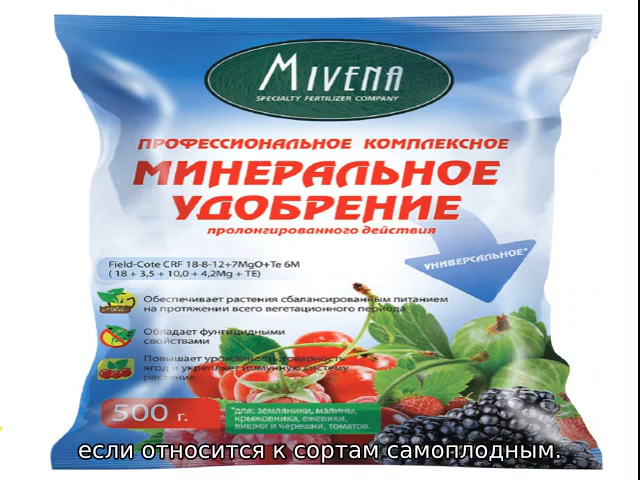 MIVENA
SPECIALTY FERTILIZER COMPANY
ПРОФЕССИОНАЛЬНОЕ КОМПЛЕКСНОЕ
МИНЕРАЛЬНОЕ
УДОБРЕНИЕ
пролонгированного действия
УНИВЕРСАЛЬНОЕ*
Field-Cote CRF 18-8-12+7MgO+Te 6M
( 18 + 3,5 + 10,0 + 4,2Mg + TE)
Обеспечивает растения сбалансированным питанием
на протяжении всего вегетационного периода
Обладает фунгицидными
свойствами
Повышает урожайность, товарность
ягод и укрепляет иммунную систему
растения
500 г.
*для: земляники, малины,
крыжовника, ежевики,
вишни и черешни, томатов.
если относится к сортам самоплодным.